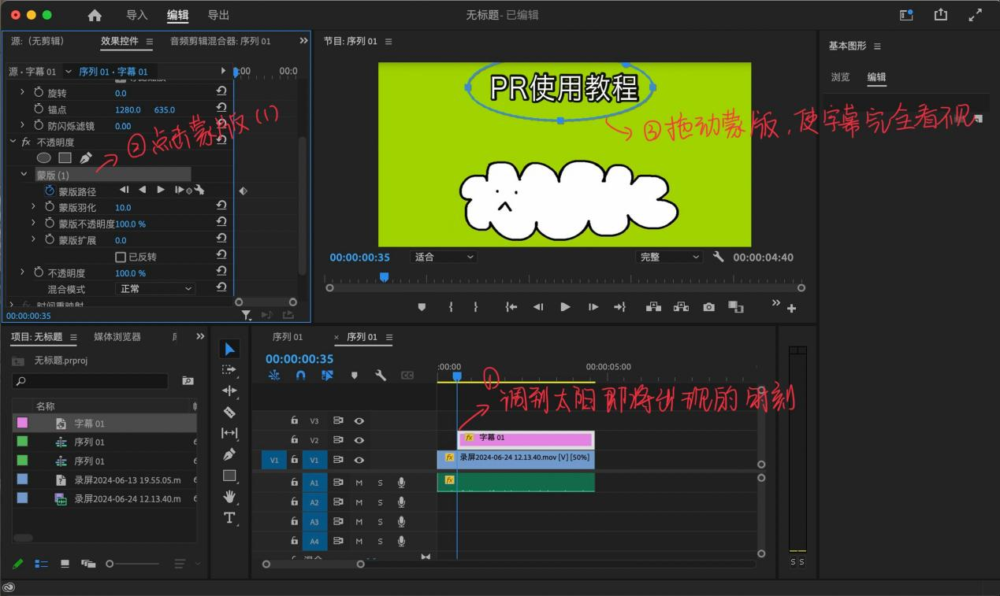 导入 编辑 导出 无标题- 已编辑
源: （无剪辑） 效果控件 音频剪辑混合器: 序列 01
源 · 字幕 01 序列 01 · 字幕 01 :00 00:0
旋转 0.0
锚点 1280.0 635.0
防闪烁滤镜 0.00
fx 不透明度
蒙版 (1)
蒙版路径
蒙版羽化 10.0
蒙版不透明度 100.0 %
蒙版扩展 0.0
已反转
不透明度 100.0 %
混合模式 正常
fx 时间重映射
00:00:00:35
②点击蒙版(1)
节目: 序列 01
PR使用教程
③拖动蒙版,使字幕完全看不见
00:00:00:35 适合 完整 00:00:04:40
基本图形
浏览 编辑
项目: 无标题 媒体浏览器
无标题.prproj
名称
字幕 01
序列 01
序列 01
录屏2024-06-13 19.55.05.m
录屏2024-06-24 12.13.40.m
T
序列 01 × 序列 01
00:00:00:35
:00:00 00:00:05:00
①调到太阳即将出现的时刻
V3
V2 fx 字幕 01
V1 V1 fx 录屏2024-06-24 12.13.40.mov [V] [50%]
A1 M S fx
A2 M S
A3 M S
A4 M S
S S